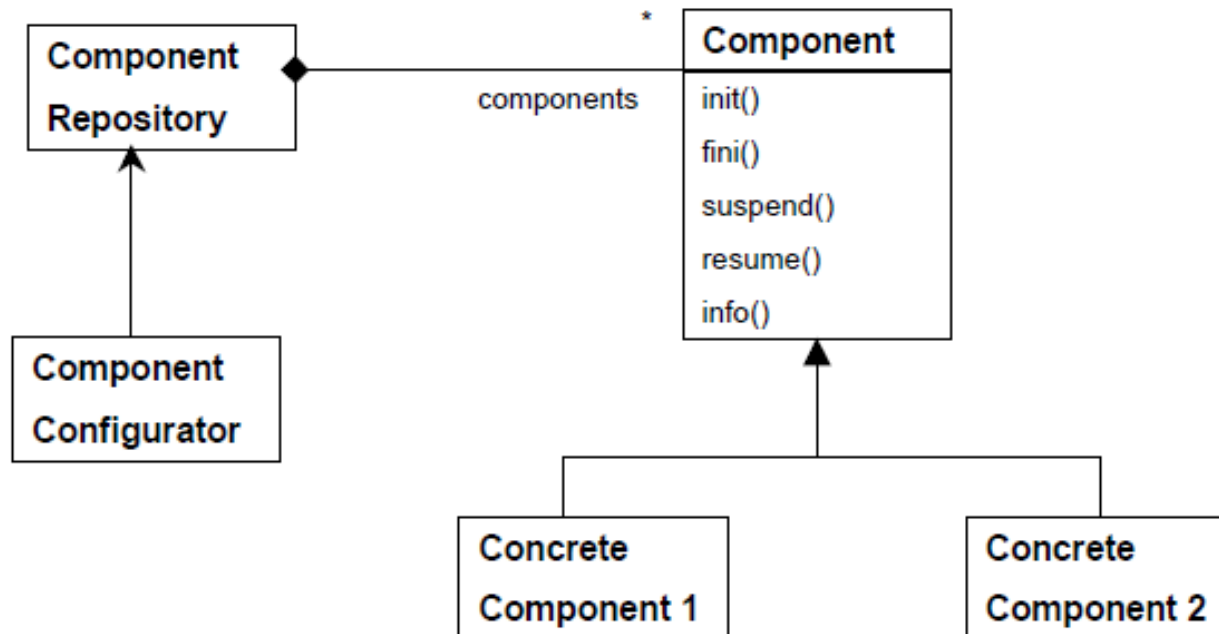 *
Component
Repository
components
Component
init()
fini()
suspend()
resume()
info()
Component
Configurator
Concrete
Component 1
Concrete
Component 2